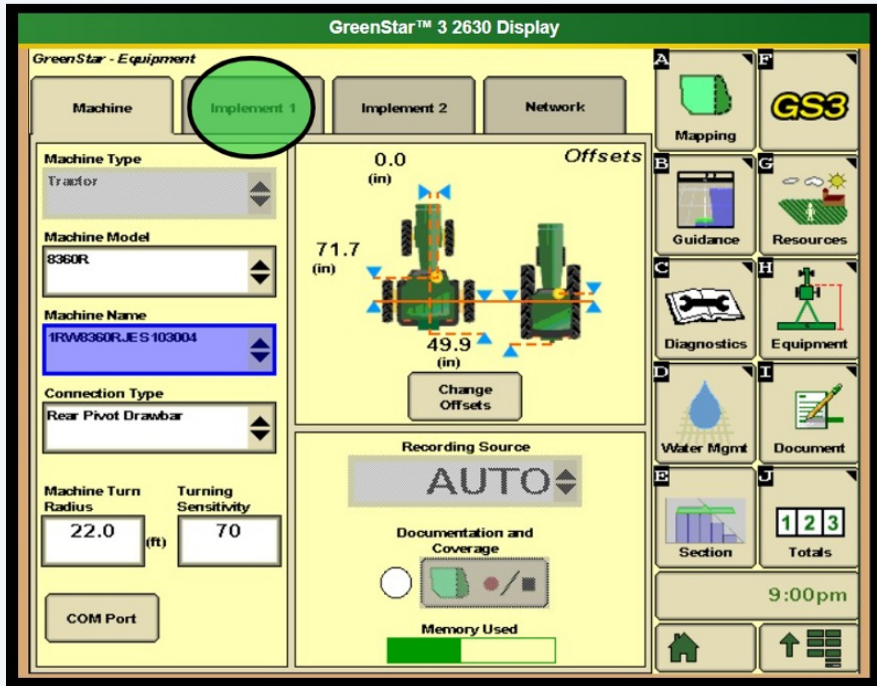 GreenStar™ 3 2630 Display
GreenStar - Equipment
Machine
Implement 1
Implement 2
Network
Machine Type
Tractor
Machine Model
8360R
Machine Name
1RW8360RJES103004
Connection Type
Rear Pivot Drawbar
Machine Turn
Radius
22.0
(ft)
Turning
Sensitivity
70
COM Port
Offsets
0.0
(in)
71.7
(in)
49.9
(in)
Change
Offsets
Recording Source
AUTO
Documentation and
Coverage
Memory Used
A
Mapping
F
GS3
B
Guidance
G
Resources
C
Diagnostics
H
Equipment
D
Water Mgmt
I
Document
E
Section
J
1 2 3
Totals
9:00pm